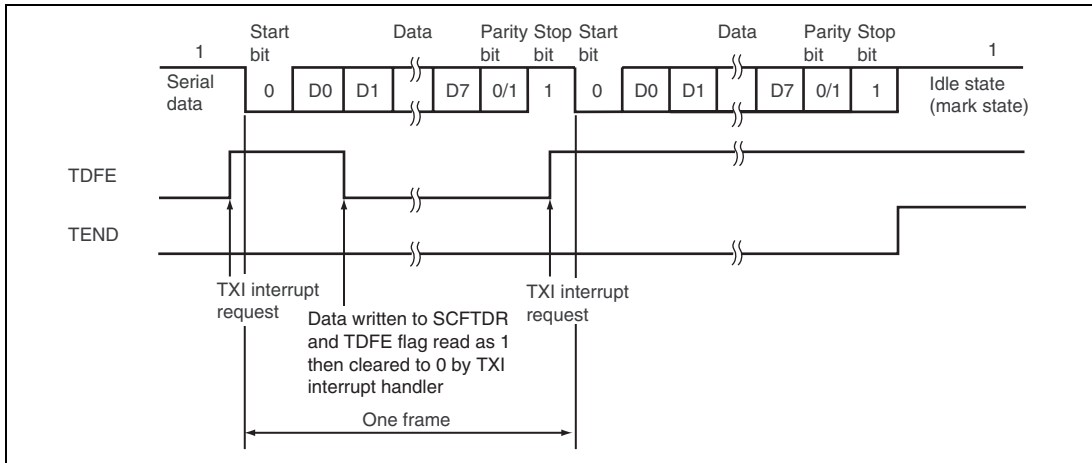 Start bit
Data
Parity bit
Stop bit
Start bit
Data
Parity bit
Stop bit
1
1
Serial data
0
D0
D1
D7
0/1
1
0
D0
D1
D7
0/1
1
Idle state (mark state)
TDFE
TEND
TXI interrupt request
Data written to SCFTDR
and TDFE flag read as 1
then cleared to 0 by TXI
interrupt handler
TXI interrupt request
One frame